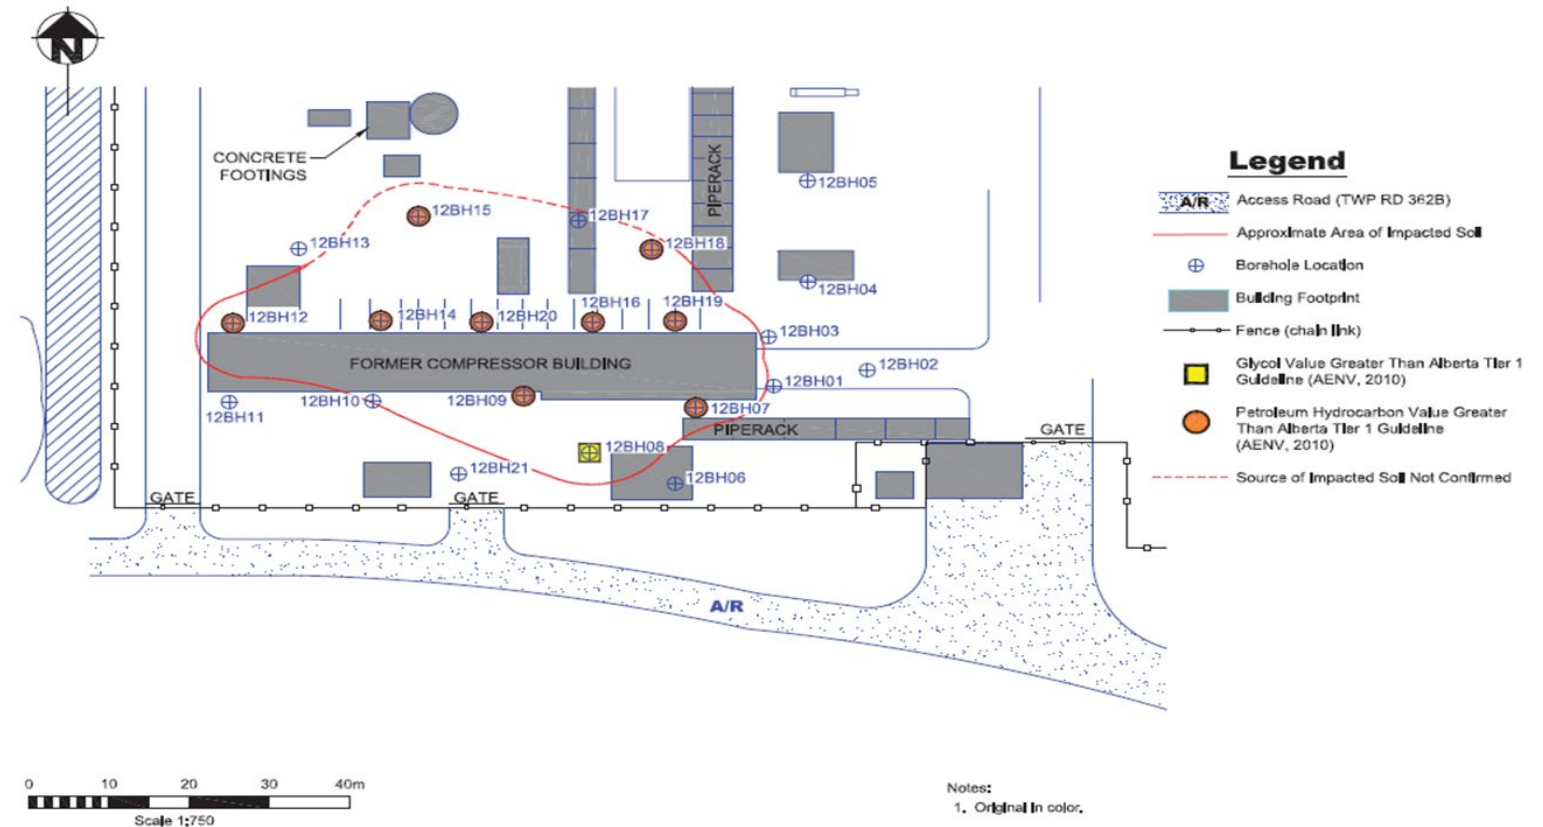 N
CONCRETE
FOOTINGS
PIPERACK
12BH05
12BH15
12BH17
12BH13
12BH18
12BH04
12BH16
12BH19
12BH12
12BH14
12BH20
12BH03
FORMER COMPRESSOR BUILDING
12BH02
12BH01
12BH11
12BH10
12BH09
12BH07
PIPERACK
GATE
12BH08
12BH21
12BH06
GATE
GATE
A/R
Legend
A/R Access Road (TWP RD 362B)
Approximate Area of Impacted Soil
Borehole Location
Building Footprint
Fence (chain link)
Glycol Value Greater Than Alberta Tier 1
Guideline (AENV, 2010)
Petroleum Hydrocarbon Value Greater
Than Alberta Tier 1 Guideline
(AENV, 2010)
Source of Impacted Soil Not Confirmed
0 10 20 30 40m
Scale 1:750
Notes:
1. Original in color.